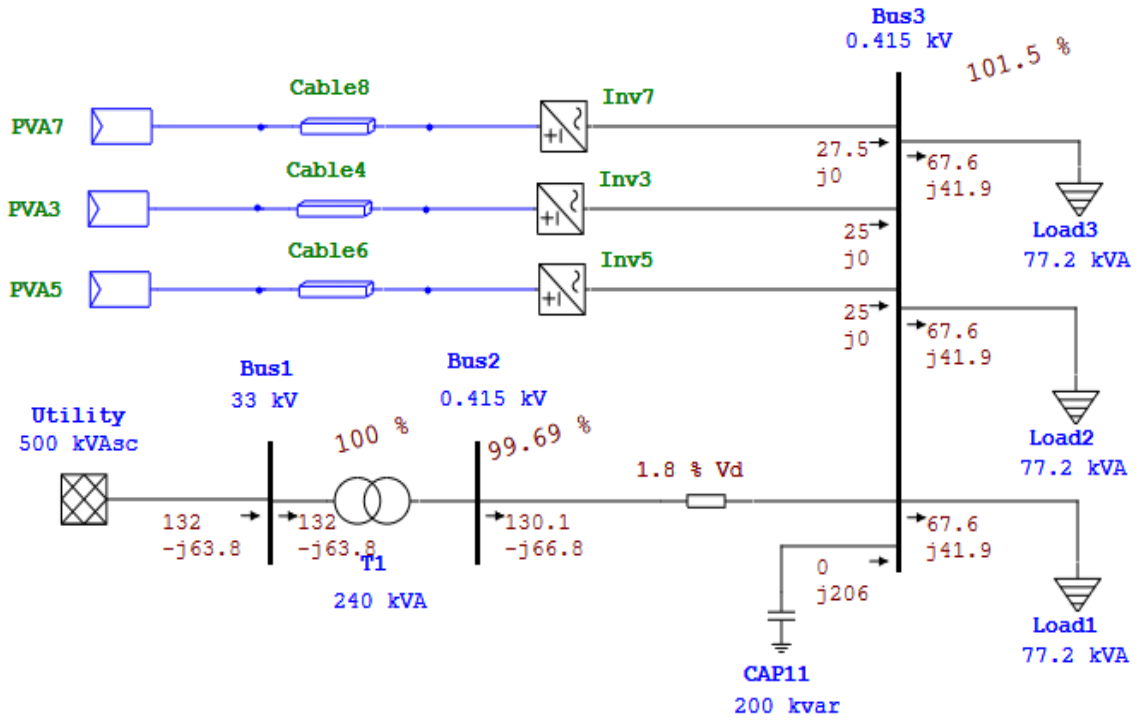 Bus3
0.415 kV
101.5 %
PVA7
Cable8
Inv7
27.5
j0
67.6
j41.9
Load3
77.2 kVA
PVA3
Cable4
Inv3
25
j0
PVA5
Cable6
Inv5
25
j0
67.6
j41.9
Load2
77.2 kVA
Utility
500 kVAsc
Bus1
33 kV
100 %
Bus2
0.415 kV
99.69 %
1.8 % Vd
132
-j63.8
132
-j63.8
T1
240 kVA
130.1
-j66.8
67.6
j41.9
0
j206
Load1
77.2 kVA
CAP11
200 kvar